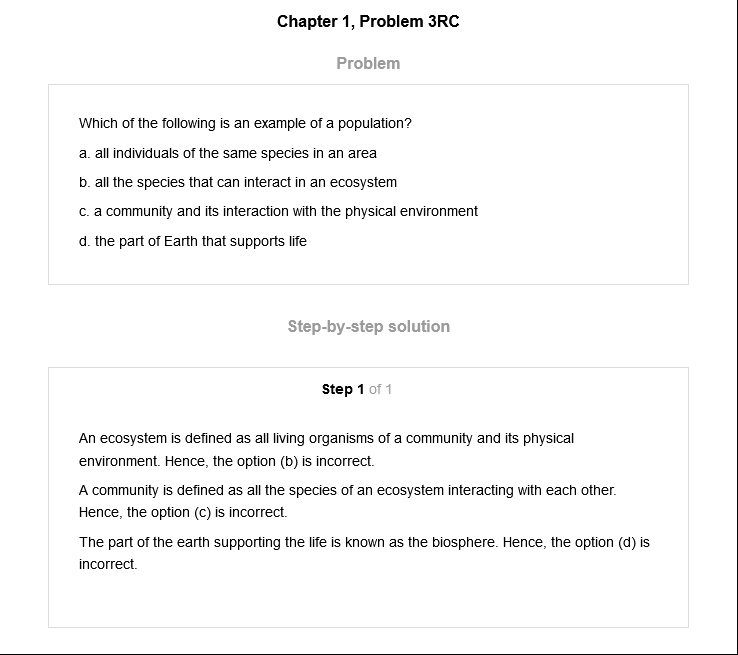 Chapter 1, Problem 3RC
Problem
Which of the following is an example of a population?
a. all individuals of the same species in an area
b. all the species that can interact in an ecosystem
c. a community and its interaction with the physical environment
d. the part of Earth that supports life
Step-by-step solution
Step 1 of 1
An ecosystem is defined as all living organisms of a community and its physical
environment. Hence, the option (b) is incorrect.
A community is defined as all the species of an ecosystem interacting with each other.
Hence, the option (c) is incorrect.
The part of the earth supporting the life is known as the biosphere. Hence, the option (d) is
incorrect.